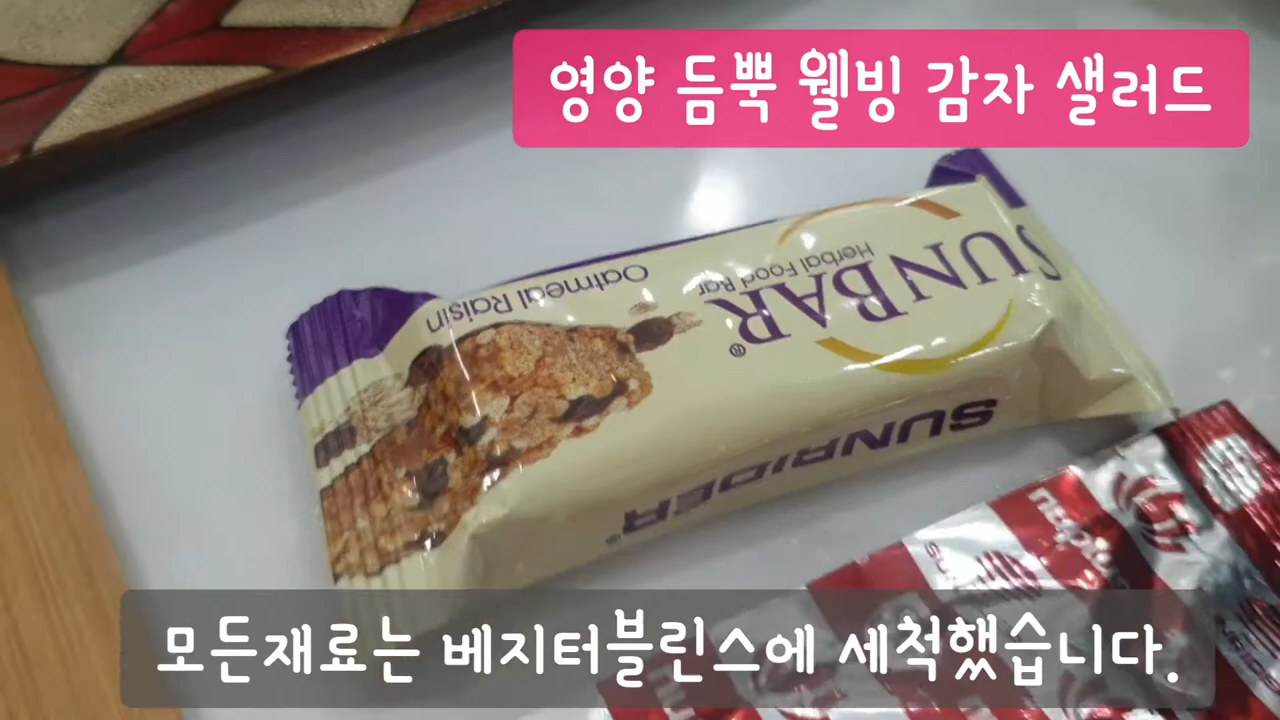 영양 듬뿍 웰빙 감자 샐러드
SUNBAR®
Herbal Food Bar
Oatmeal Raisin
SUNRIDER®
모든재료는 베지터블린스에 세척했습니다.